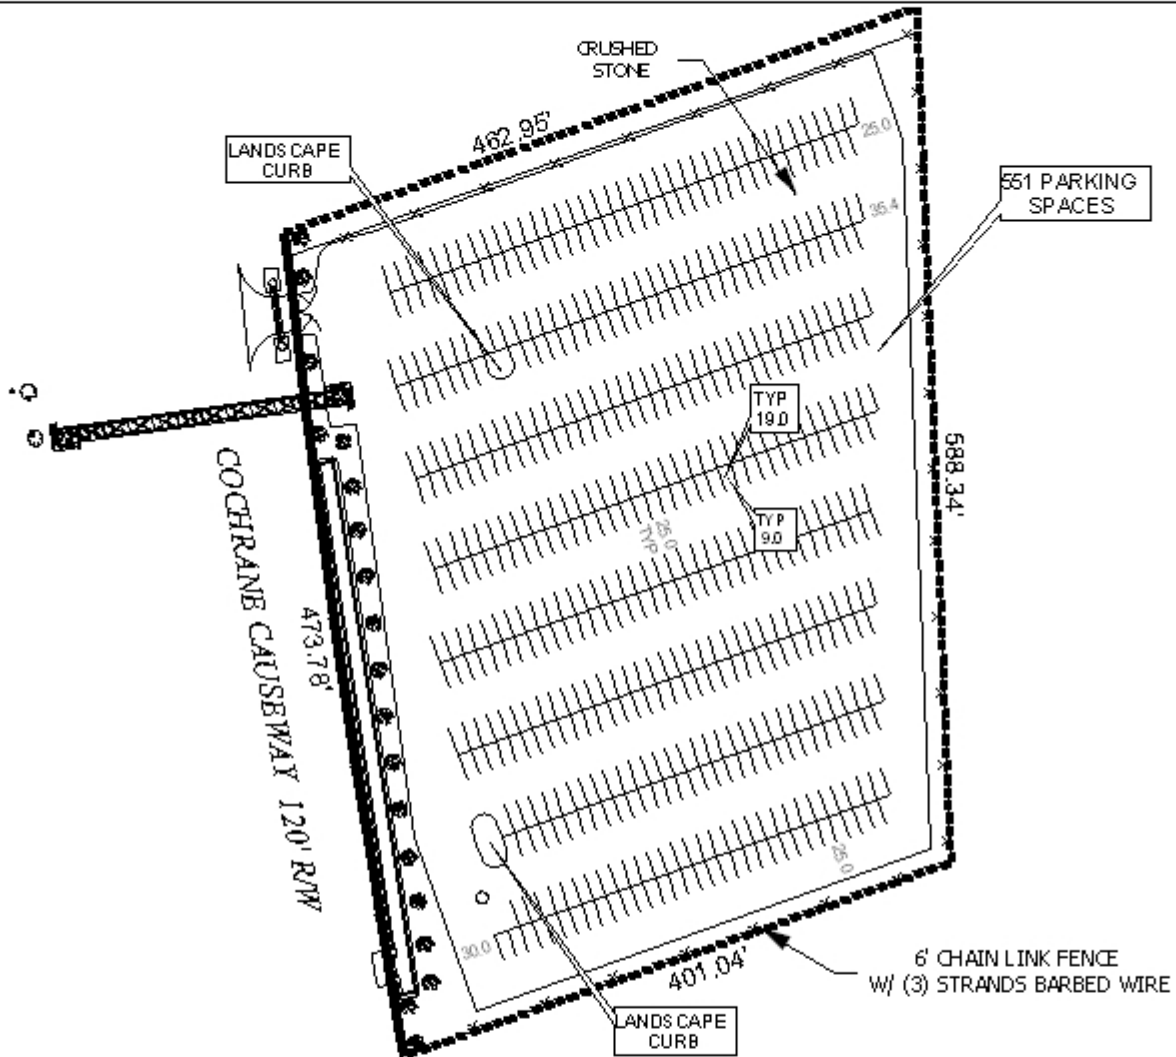 CRUSHED
STONE
462.95'
LANDSCAPE
CURB
25.0
551 PARKING
SPACES
35.4
TYP
19.0
TYP
9.0
25.0
TYP
588.34'
COCHRANE CAUSEWAY 120' R/W
473.78'
25.0
30.0
401.04'
6' CHAIN LINK FENCE
W/ (3) STRANDS BARBED WIRE
LANDSCAPE
CURB